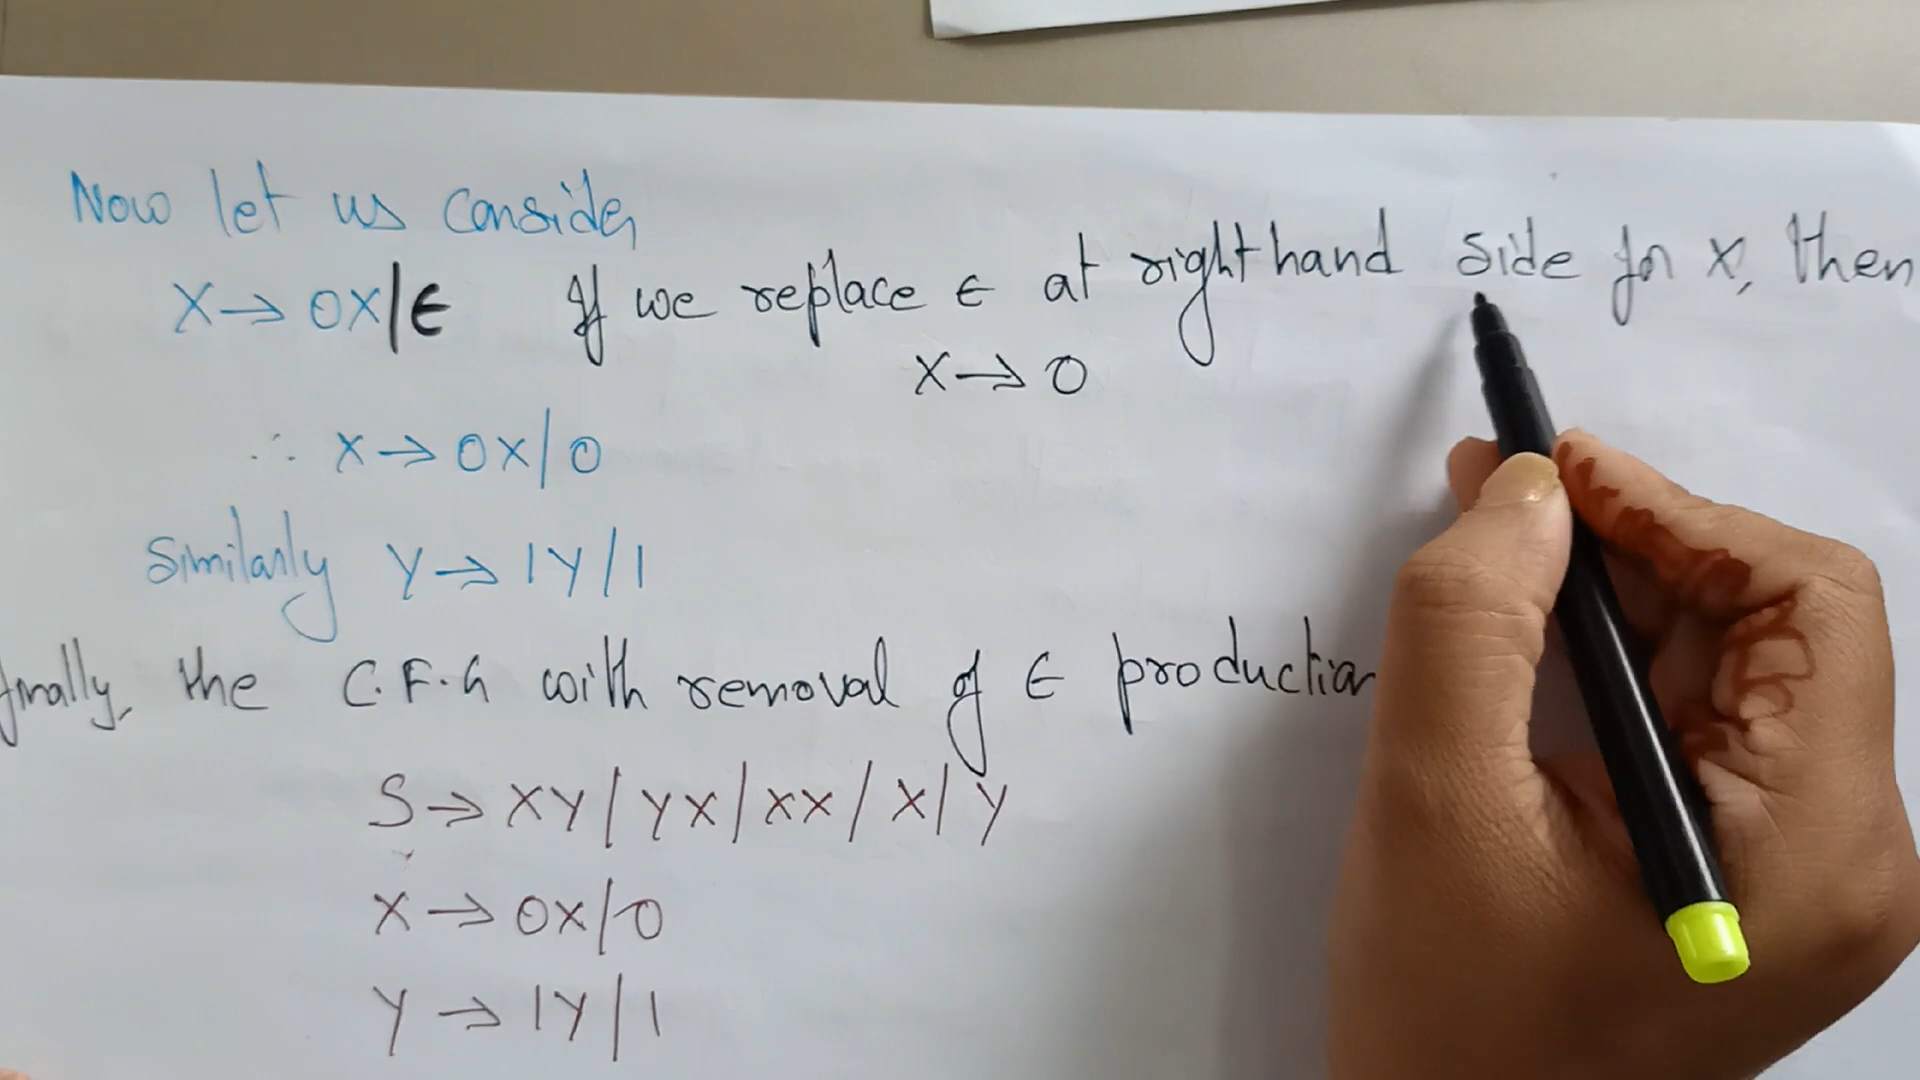 Now let us consider
X → 0X/ε If we replace ε at right hand side for X, then
X → 0
∴ X → 0X/0
Similarly Y → 1Y/1
finally, the C.F.G with removal of ε production
S → XY/YX/XX/X/Y
X → 0X/0
Y → 1Y/1